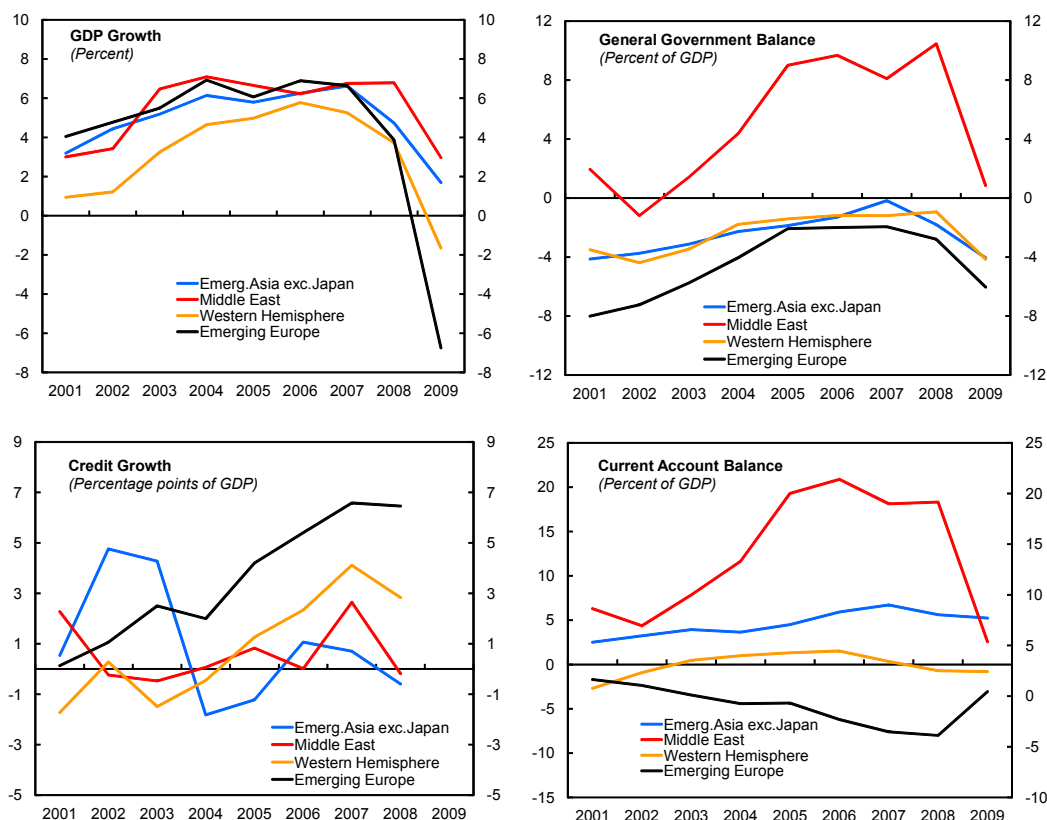 GDP Growth
(Percent)
10 10
8 8
6 6
4 4
2 2
0 0
-2 -2
-4 -4
-6 -6
-8 -8
Emerg.Asia exc.Japan
Middle East
Western Hemisphere
Emerging Europe
2001 2002 2003 2004 2005 2006 2007 2008 2009
General Government Balance
(Percent of GDP)
12 12
8 8
4 4
0 0
-4 -4
-8 -8
-12 -12
Emerg.Asia exc.Japan
Middle East
Western Hemisphere
Emerging Europe
2001 2002 2003 2004 2005 2006 2007 2008 2009
Credit Growth
(Percentage points of GDP)
9 9
7 7
5 5
3 3
1 1
-1 -1
-3 -3
-5 -5
Emerg.Asia exc.Japan
Middle East
Western Hemisphere
Emerging Europe
2001 2002 2003 2004 2005 2006 2007 2008 2009
Current Account Balance
(Percent of GDP)
25 25
20 20
15 15
10 10
5 5
0 0
-5 -5
-10 -10
-15
Emerg.Asia exc.Japan
Middle East
Western Hemisphere
Emerging Europe
2001 2002 2003 2004 2005 2006 2007 2008 2009